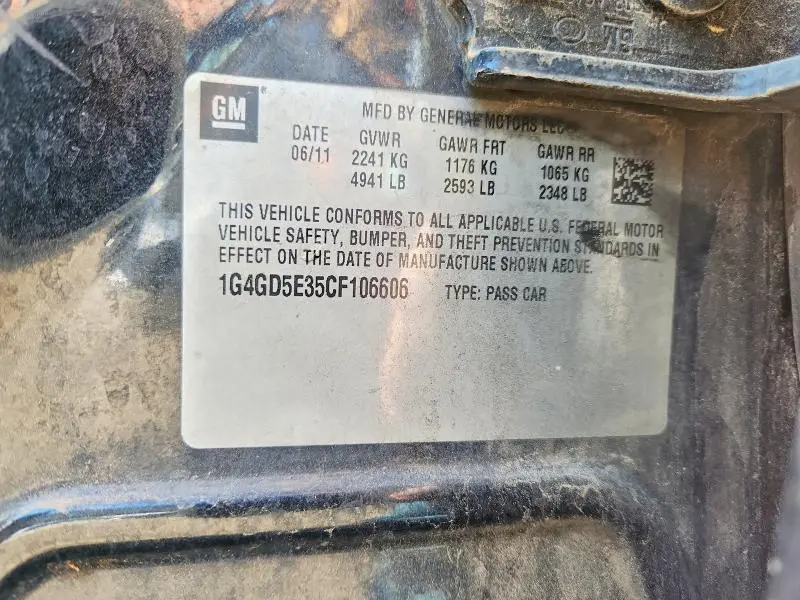 GM
MFD BY GENERAL MOTORS LLC
DATE GVWR GAWR FRT GAWR RR
06/11 2241 KG 1176 KG 1065 KG
4941 LB 2593 LB 2348 LB
THIS VEHICLE CONFORMS TO ALL APPLICABLE U.S. FEDERAL MOTOR
VEHICLE SAFETY, BUMPER, AND THEFT PREVENTION STANDARDS IN
EFFECT ON THE DATE OF MANUFACTURE SHOWN ABOVE.
1G4GD5E35CF106606 TYPE: PASS CAR